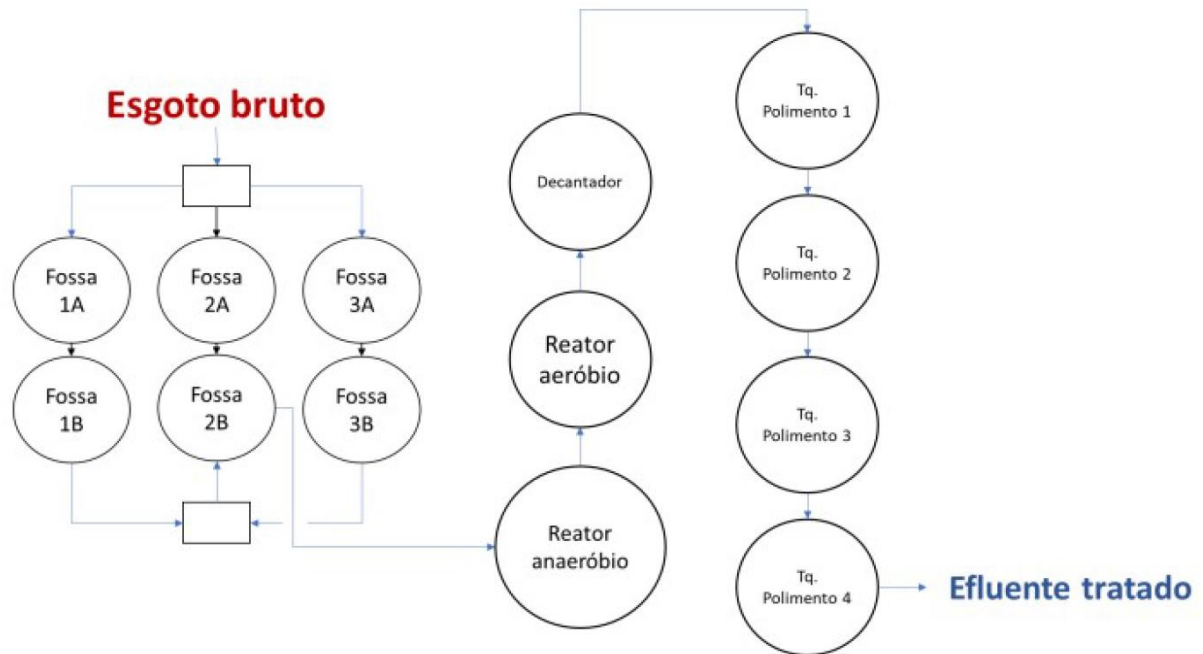 Esgoto bruto
Fossa
1A
Fossa
2A
Fossa
3A
Fossa
1B
Fossa
2B
Fossa
3B
Reator
anaeróbio
Reator
aeróbio
Decantador
Tq.
Polimento 1
Tq.
Polimento 2
Tq.
Polimento 3
Tq.
Polimento 4
Efluente tratado